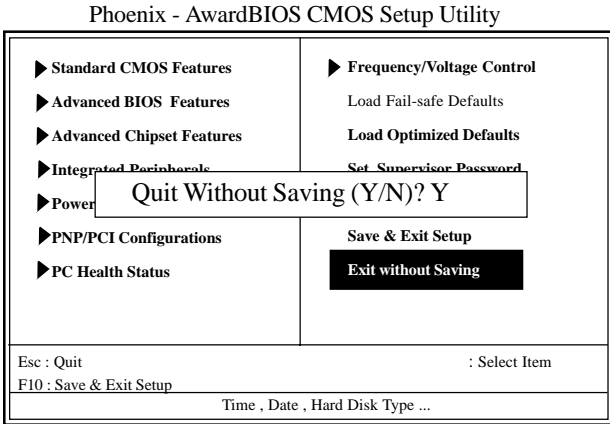 Phoenix - AwardBIOS CMOS Setup Utility
Standard CMOS Features
Advanced BIOS Features
Advanced Chipset Features
Integrated Peripherals
Power
PNP/PCI Configurations
PC Health Status
Frequency/Voltage Control
Load Fail-safe Defaults
Load Optimized Defaults
Set Supervisor Password
Quit Without Saving (Y/N)? Y
Save & Exit Setup
Exit without Saving
Esc : Quit
: Select Item
F10 : Save & Exit Setup
Time , Date , Hard Disk Type ...